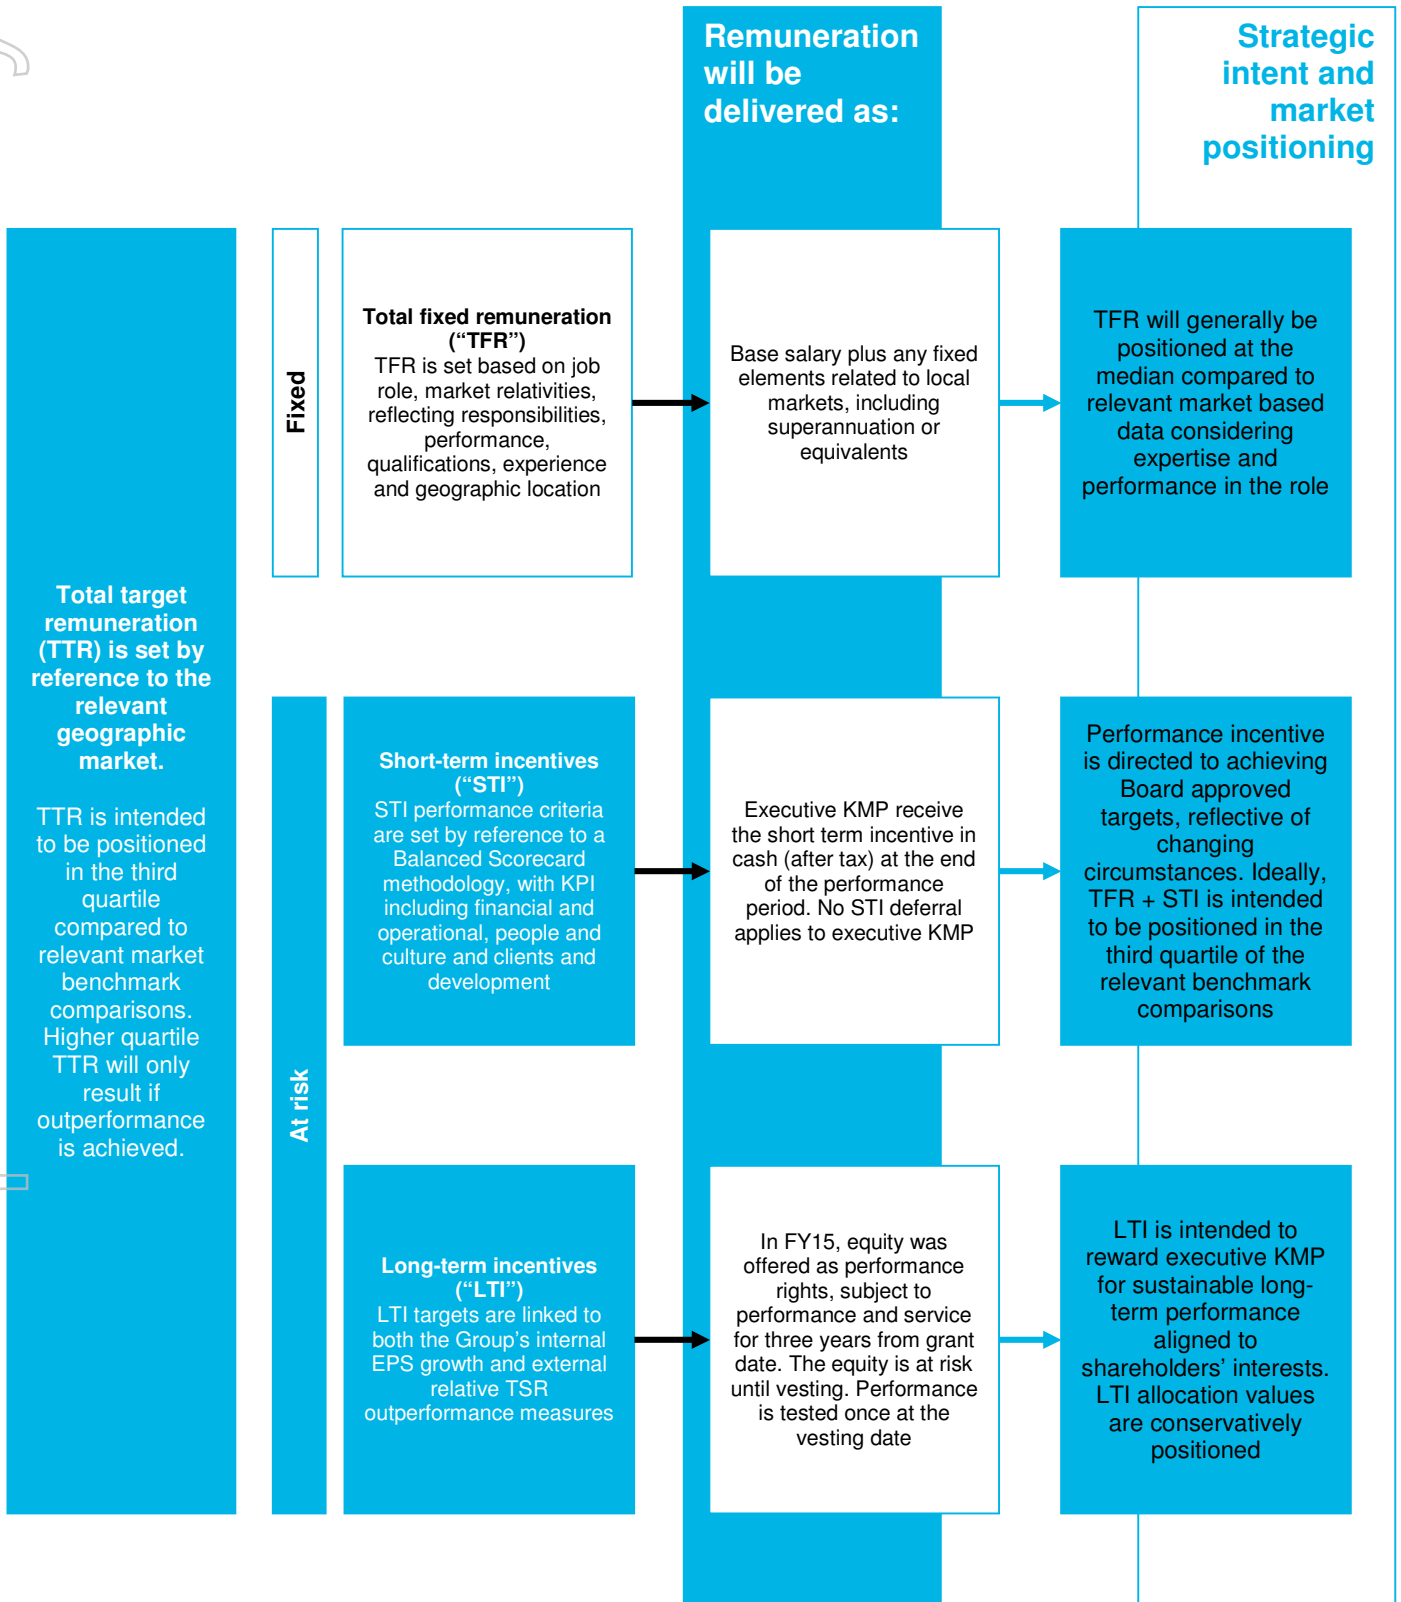 Remuneration
will be
delivered as:
Strategic
intent and
market
positioning
Total target
remuneration
(TTR) is set by
reference to the
relevant
geographic
market.
TTR is intended
to be positioned
in the third
quartile
compared to
relevant market
benchmark
comparisons.
Higher quartile
TTR will only
result if
outperformance
is achieved.
Fixed
Total fixed remuneration
(“TFR”)
TFR is set based on job
role, market relativities,
reflecting responsibilities,
performance,
qualifications, experience
and geographic location
Base salary plus any fixed
elements related to local
markets, including
superannuation or
equivalents
TFR will generally be
positioned at the
median compared to
relevant market based
data considering
expertise and
performance in the role
At risk
Short-term incentives
(“STI”)
STI performance criteria
are set by reference to a
Balanced Scorecard
methodology, with KPI
including financial and
operational, people and
culture and clients and
development
Executive KMP receive
the short term incentive in
cash (after tax) at the end
of the performance
period. No STI deferral
applies to executive KMP
Performance incentive
is directed to achieving
Board approved
targets, reflective of
changing
circumstances. Ideally,
TFR + STI is intended
to be positioned in the
third quartile of the
relevant benchmark
comparisons
Long-term incentives
(“LTI”)
LTI targets are linked to
both the Group’s internal
EPS growth and external
relative TSR
outperformance measures
In FY15, equity was
offered as performance
rights, subject to
performance and service
for three years from grant
date. The equity is at risk
until vesting. Performance
is tested once at the
vesting date
LTI is intended to
reward executive KMP
for sustainable long-
term performance
aligned to
shareholders’ interests.
LTI allocation values
are conservatively
positioned